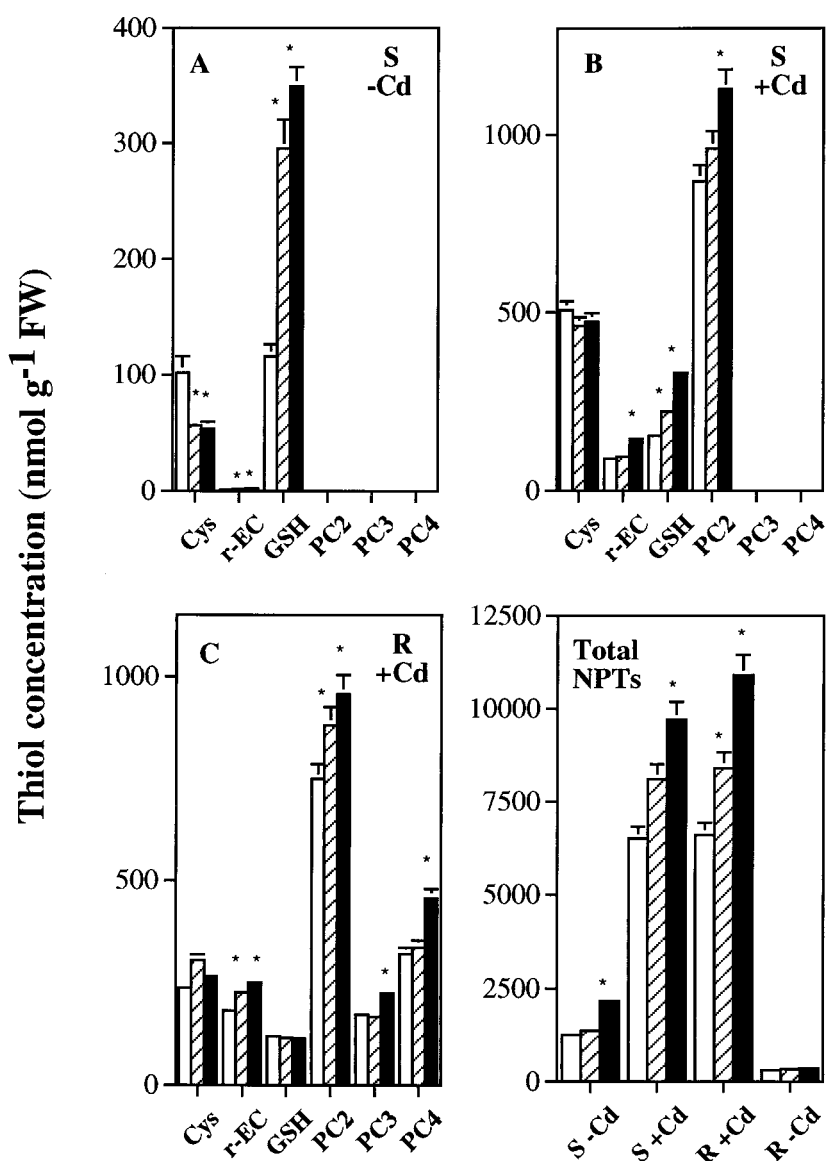 Thiol concentration (nmol g-1 FW)
A
S
-Cd
400
300
200
100
0
*
*
* *
* *
Cys
r-EC
GSH
PC2
PC3
PC4
B
S
+Cd
1000
500
0
*
*
*
*
Cys
r-EC
GSH
PC2
PC3
PC4
C
R
+Cd
1000
500
0
*
*
*
*
* *
Cys
r-EC
GSH
PC2
PC3
PC4
Total
NPTs
12500
10000
7500
5000
2500
0
*
*
*
*
S -Cd
S +Cd
R +Cd
R -Cd